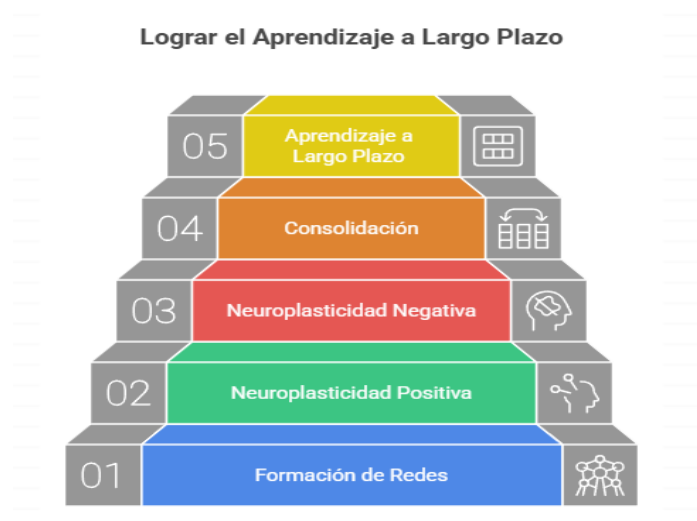 Lograr el Aprendizaje a Largo Plazo
05
Aprendizaje a
Largo Plazo
04
Consolidación
03
Neuroplasticidad Negativa
02
Neuroplasticidad Positiva
01
Formación de Redes